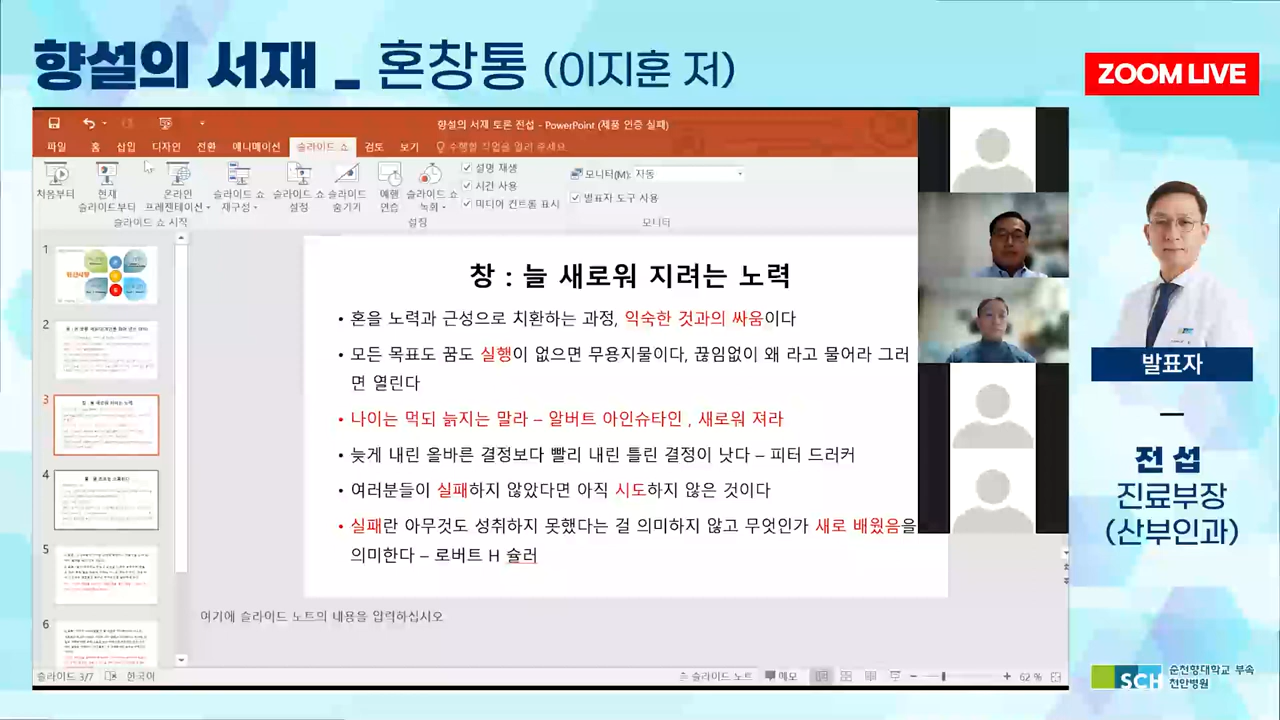 향설의 서재 _ 혼창통 (이지훈 저)
ZOOM LIVE
향설의 서재 토론 전섭 - PowerPoint (제품 인증 실패)
파일 홈 삽입 디자인 전환 애니메이션 슬라이드 쇼 검토 보기 수행할 작업을 알려 주세요.
처음부터 현재 슬라이드부터 온라인 프레젠테이션 슬라이드 쇼 재구성 슬라이드 쇼 설정 슬라이드 숨기기 예행 연습 슬라이드 쇼 녹화
설명 재생
시간 사용
미디어 컨트롤 표시
모니터(M): 자동
발표자 도구 사용
슬라이드 쇼 시작 설정 모니터
1
2
3
4
5
6
창 : 늘 새로워 지려는 노력
• 혼을 노력과 근성으로 치환하는 과정, 익숙한 것과의 싸움이다
• 모든 목표도 꿈도 실행이 없으면 무용지물이다, 끊임없이 왜 라고 물어라 그러
면 열린다
• 나이는 먹되 늙지는 말라 – 알버트 아인슈타인 , 새로워 져라
• 늦게 내린 올바른 결정보다 빨리 내린 틀린 결정이 낫다 – 피터 드러커
• 여러분들이 실패하지 않았다면 아직 시도하지 않은 것이다
• 실패란 아무것도 성취하지 못했다는 걸 의미하지 않고 무엇인가 새로 배웠음을
의미한다 – 로버트 H 슐러
여기에 슬라이드 노트의 내용을 입력하십시오
슬라이드 3/7 한국어 슬라이드 노트 메모 62 %
발표자
전 섭
진료부장
(산부인과)
SCH 순천향대학교 부속
천안병원